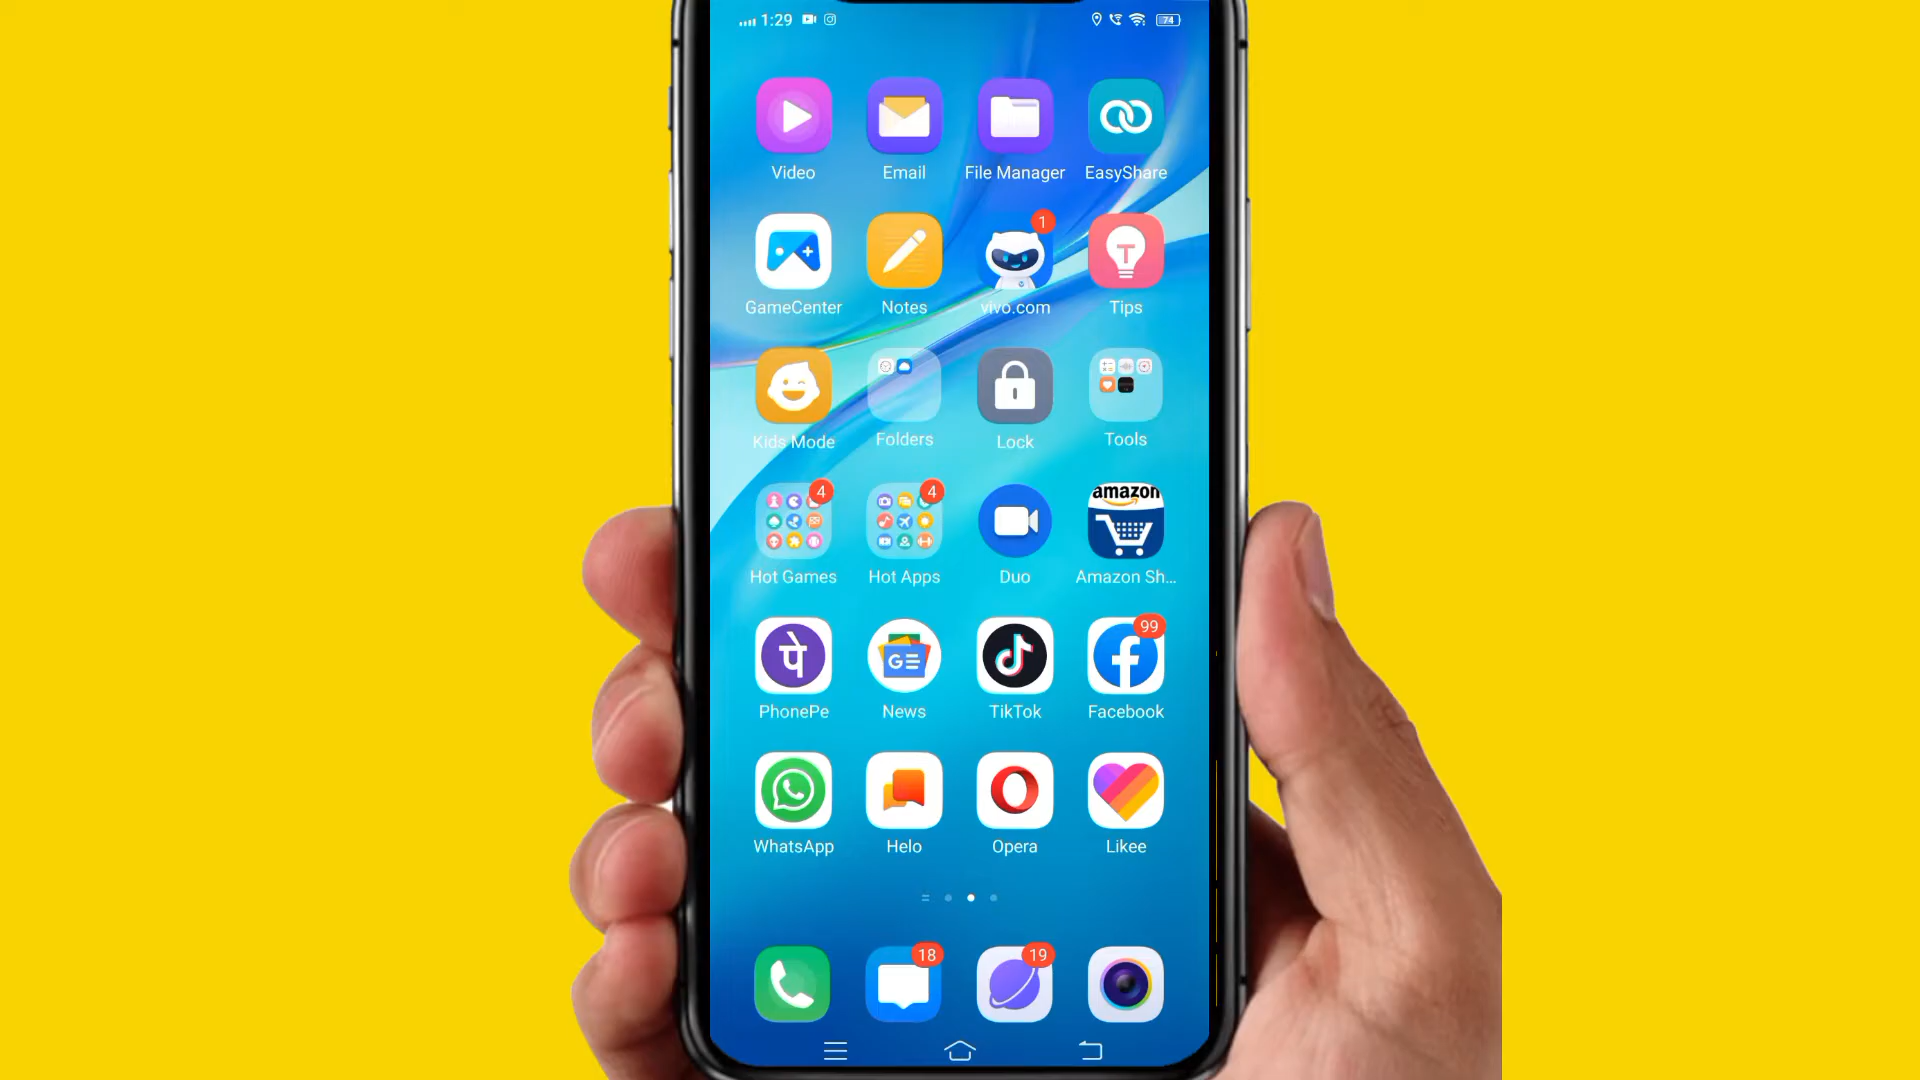 1:29
74
Video Email File Manager EasyShare
1
GameCenter Notes vivo.com Tips
Kids Mode Folders Lock Tools
4 4 amazon
Hot Games Hot Apps Duo Amazon Sh...
99
पे GE
PhonePe News TikTok Facebook
WhatsApp Helo Opera Likee
18 19